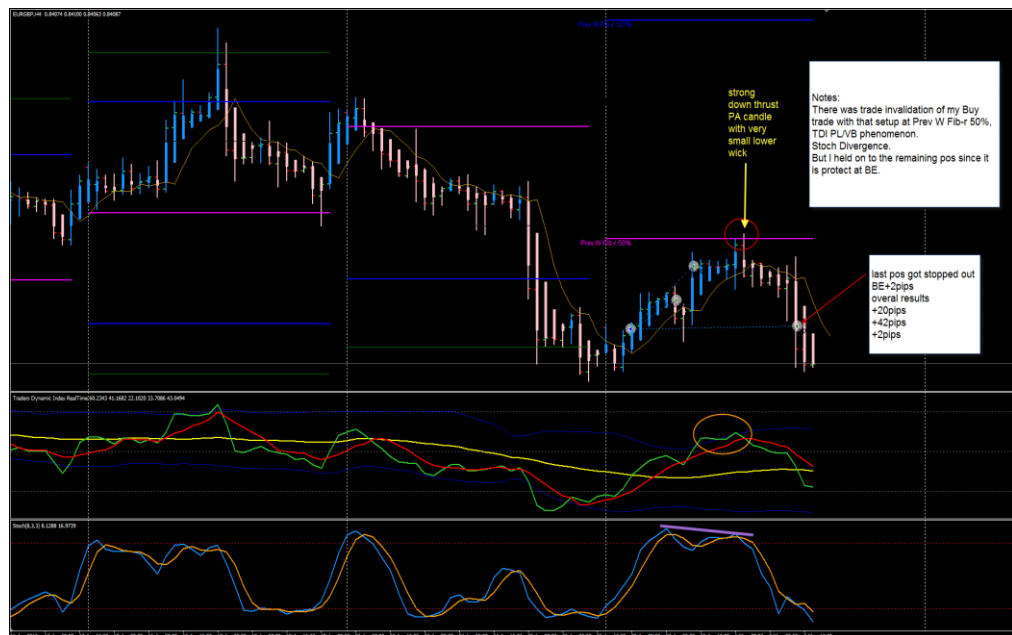 EURGBP,H4 0.84074 0.84100 0.84063 0.84087
strong
down thrust
PA candle
with very
small lower
wick
Notes:
There was trade invalidation of my Buy
trade with that setup at Prev W Fib-r 50%,
TDI PL/VB phenomenon.
Stoch Divergence.
But I held on to the remaining pos since it
is protect at BE.
Prev W Fib-r 50%
last pos got stopped out
BE+2pips
overal results
+20pips
+42pips
+2pips
Traders Dynamic Index RealTime 60.2343 41.1682 22.1020 33.7086 43.0494
Stoch(8,3,3) 8.1288 16.9739